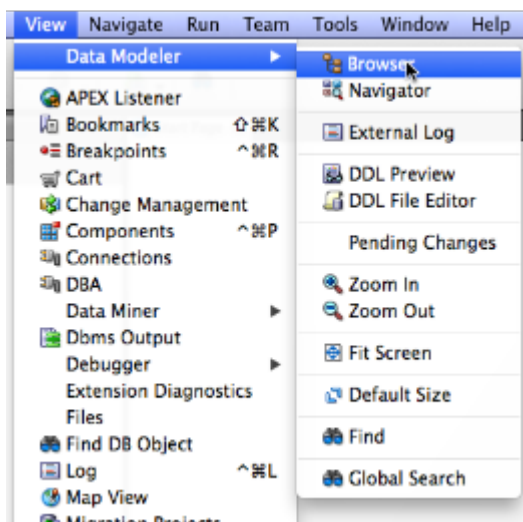 View Navigate Run Team Tools Window Help
Data Modeler
APEX Listener
Bookmarks ⇧⌘K
Breakpoints ^⌘R
Cart
Change Management
Components ^⌘P
Connections
DBA
Data Miner
Dbms Output
Debugger
Extension Diagnostics
Files
Find DB Object
Log ^⌘L
Map View
Migration Projects
Browser
Navigator
External Log
DDL Preview
DDL File Editor
Pending Changes
Zoom In
Zoom Out
Fit Screen
Default Size
Find
Global Search